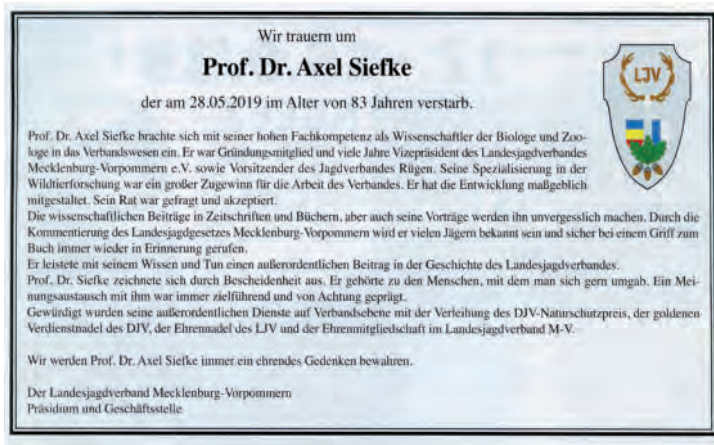 Wir trauern um
Prof. Dr. Axel Siefke
der am 28.05.2019 im Alter von 83 Jahren verstarb.
LJV
Prof. Dr. Axel Siefke brachte sich mit seiner hohen Fachkompetenz als Wissenschaftler der Biologe und Zoo-
loge in das Verbandswesen ein. Er war Gründungsmitglied und viele Jahre Vizepräsident des Landesjagdverbandes
Mecklenburg-Vorpommern e.V. sowie Vorsitzender des Jagdverbandes Rügen. Seine Spezialisierung in der
Wildtierforschung war ein großer Zugewinn für die Arbeit des Verbandes. Er hat die Entwicklung maßgeblich
mitgestaltet. Sein Rat war gefragt und akzeptiert.
Die wissenschaftlichen Beiträge in Zeitschriften und Büchern, aber auch seine Vorträge werden ihn unvergesslich machen. Durch die
Kommentierung des Landesjagdgesetzes Mecklenburg-Vorpommern wird er vielen Jägern bekannt sein und sicher bei einem Griff zum
Buch immer wieder in Erinnerung gerufen.
Er leistete mit seinem Wissen und Tun einen außerordentlichen Beitrag in der Geschichte des Landesjagdverbandes.
Prof. Dr. Siefke zeichnete sich durch Bescheidenheit aus. Er gehörte zu den Menschen, mit dem man sich gern umgab. Ein Mei-
nungsaustausch mit ihm war immer zielführend und von Achtung geprägt.
Gewürdigt wurden seine außerordentlichen Dienste auf Verbandsebene mit der Verleihung des DJV-Naturschutzpreis, der goldenen
Verdienstnadel des DJV, der Ehrennadel des LJV und der Ehrenmitgliedschaft im Landesjagdverband M-V.
Wir werden Prof. Dr. Axel Siefke immer ein ehrendes Gedenken bewahren.
Der Landesjagdverband Mecklenburg-Vorpommern
Präsidium und Geschäftsstelle